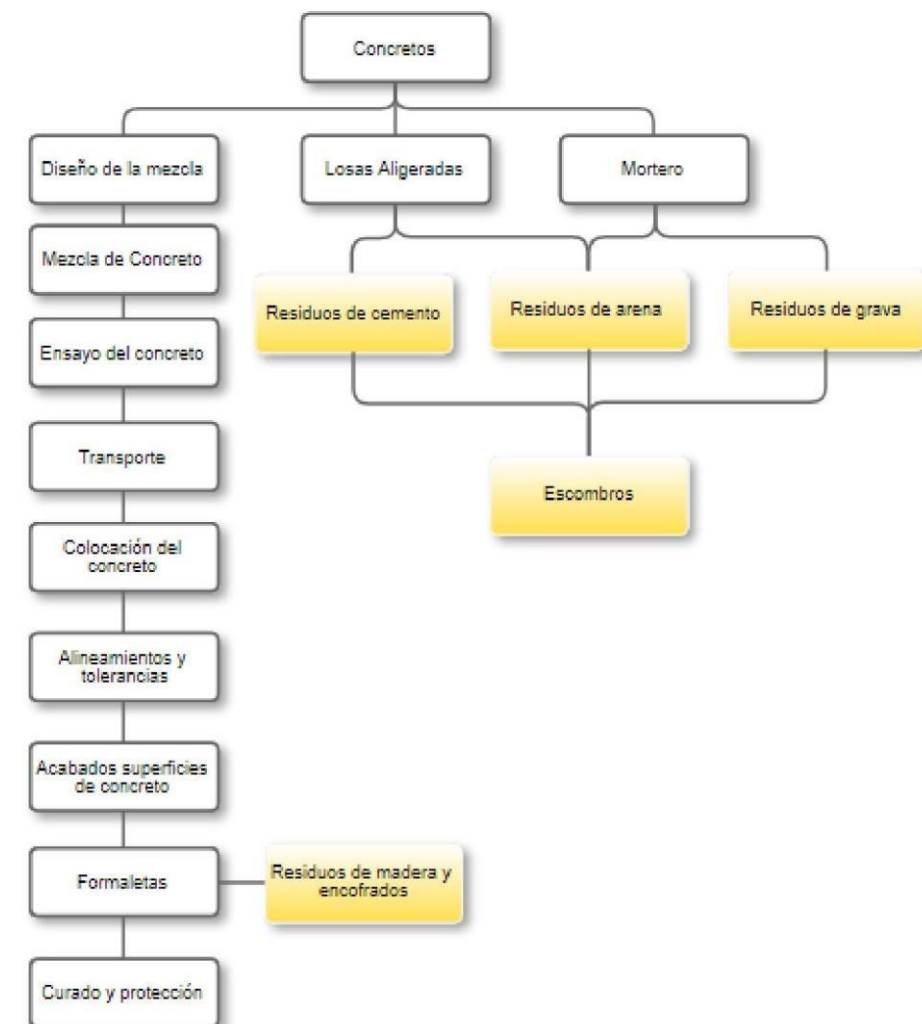 Concretos
Diseño de la mezcla
Losas Aligeradas
Mortero
Mezcla de Concreto
Residuos de cemento
Residuos de arena
Residuos de grava
Ensayo del concreto
Transporte
Escombros
Colocación del
concreto
Alineamientos y
tolerancias
Acabados superficies
de concreto
Formaletas
Residuos de madera y
encofrados
Curado y protección